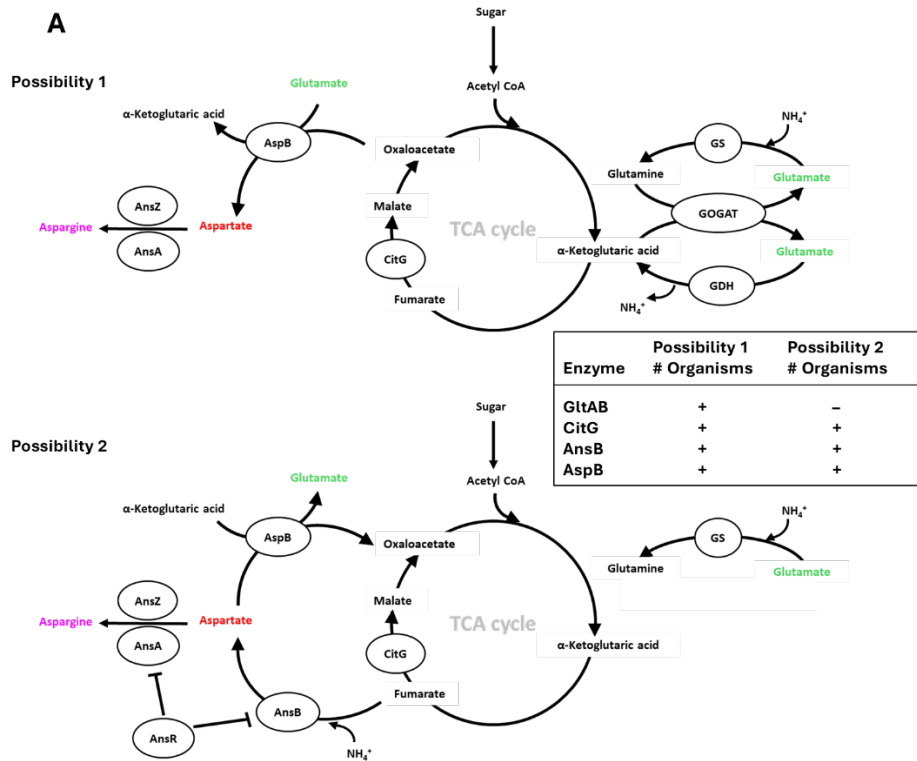 A
Possibility 1
Sugar
Acetyl CoA
Glutamate
α-Ketoglutaric acid
AspB
Oxaloacetate
Malate
CitG
Fumarate
TCA cycle
α-Ketoglutaric acid
AnsZ
AnsA
Aspargine
Aspartate
NH₄⁺
GS
Glutamine
Glutamate
GOGAT
Glutamate
GDH
NH₄⁺
Enzyme Possibility 1 # Organisms Possibility 2 # Organisms
GltAB + –
CitG + +
AnsB + +
AspB + +
Possibility 2
Sugar
Acetyl CoA
Glutamate
α-Ketoglutaric acid
AspB
Oxaloacetate
Malate
CitG
Fumarate
TCA cycle
α-Ketoglutaric acid
AnsZ
AnsA
Aspargine
Aspartate
AnsR
AnsB
NH₄⁺
NH₄⁺
GS
Glutamine
Glutamate